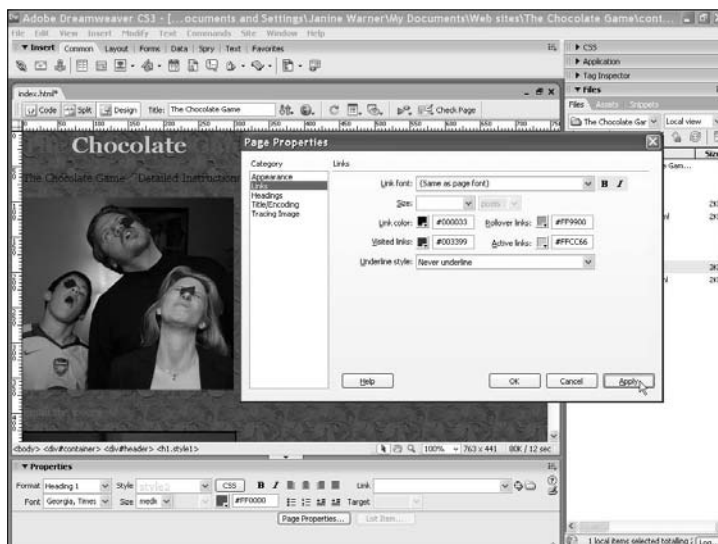 Adobe Dreamweaver CS3 - [...ocuments and Settings\Janine Warner\My Documents\Web sites\The Chocolate Game\cont...
File Edit View Insert Modify Text Commands Site Window Help
▼ Insert Common Layout Forms Data Spry Text Favorites
index.html*
Code Split Design Title: The Chocolate Game Check Page
The Chocolate
The Chocolate Game / Detailed Instructions
Page Properties
Category Links
Appearance
Links
Headings
Title/Encoding
Tracing Image
Link font: (Same as page font) B I
Size:
Link color: #000033 Rollover links: #FF9900
Visited links: #003399 Active links: #FFCC66
Underline style: Never underline
Help OK Cancel Apply
<body> <div#container> <div#header> <h1.style1> 100% 763 x 441 80K / 12 sec
▼ Properties
Format Heading 1 Style style2 CSS B I Link
Font Georgia, Times Size medi #FF0000 Target
Page Properties... List Item...
CSS
Application
Tag Inspector
▼ Files
Files Assets Snippets
The Chocolate Gar Local view
1 local items selected totalling Log...